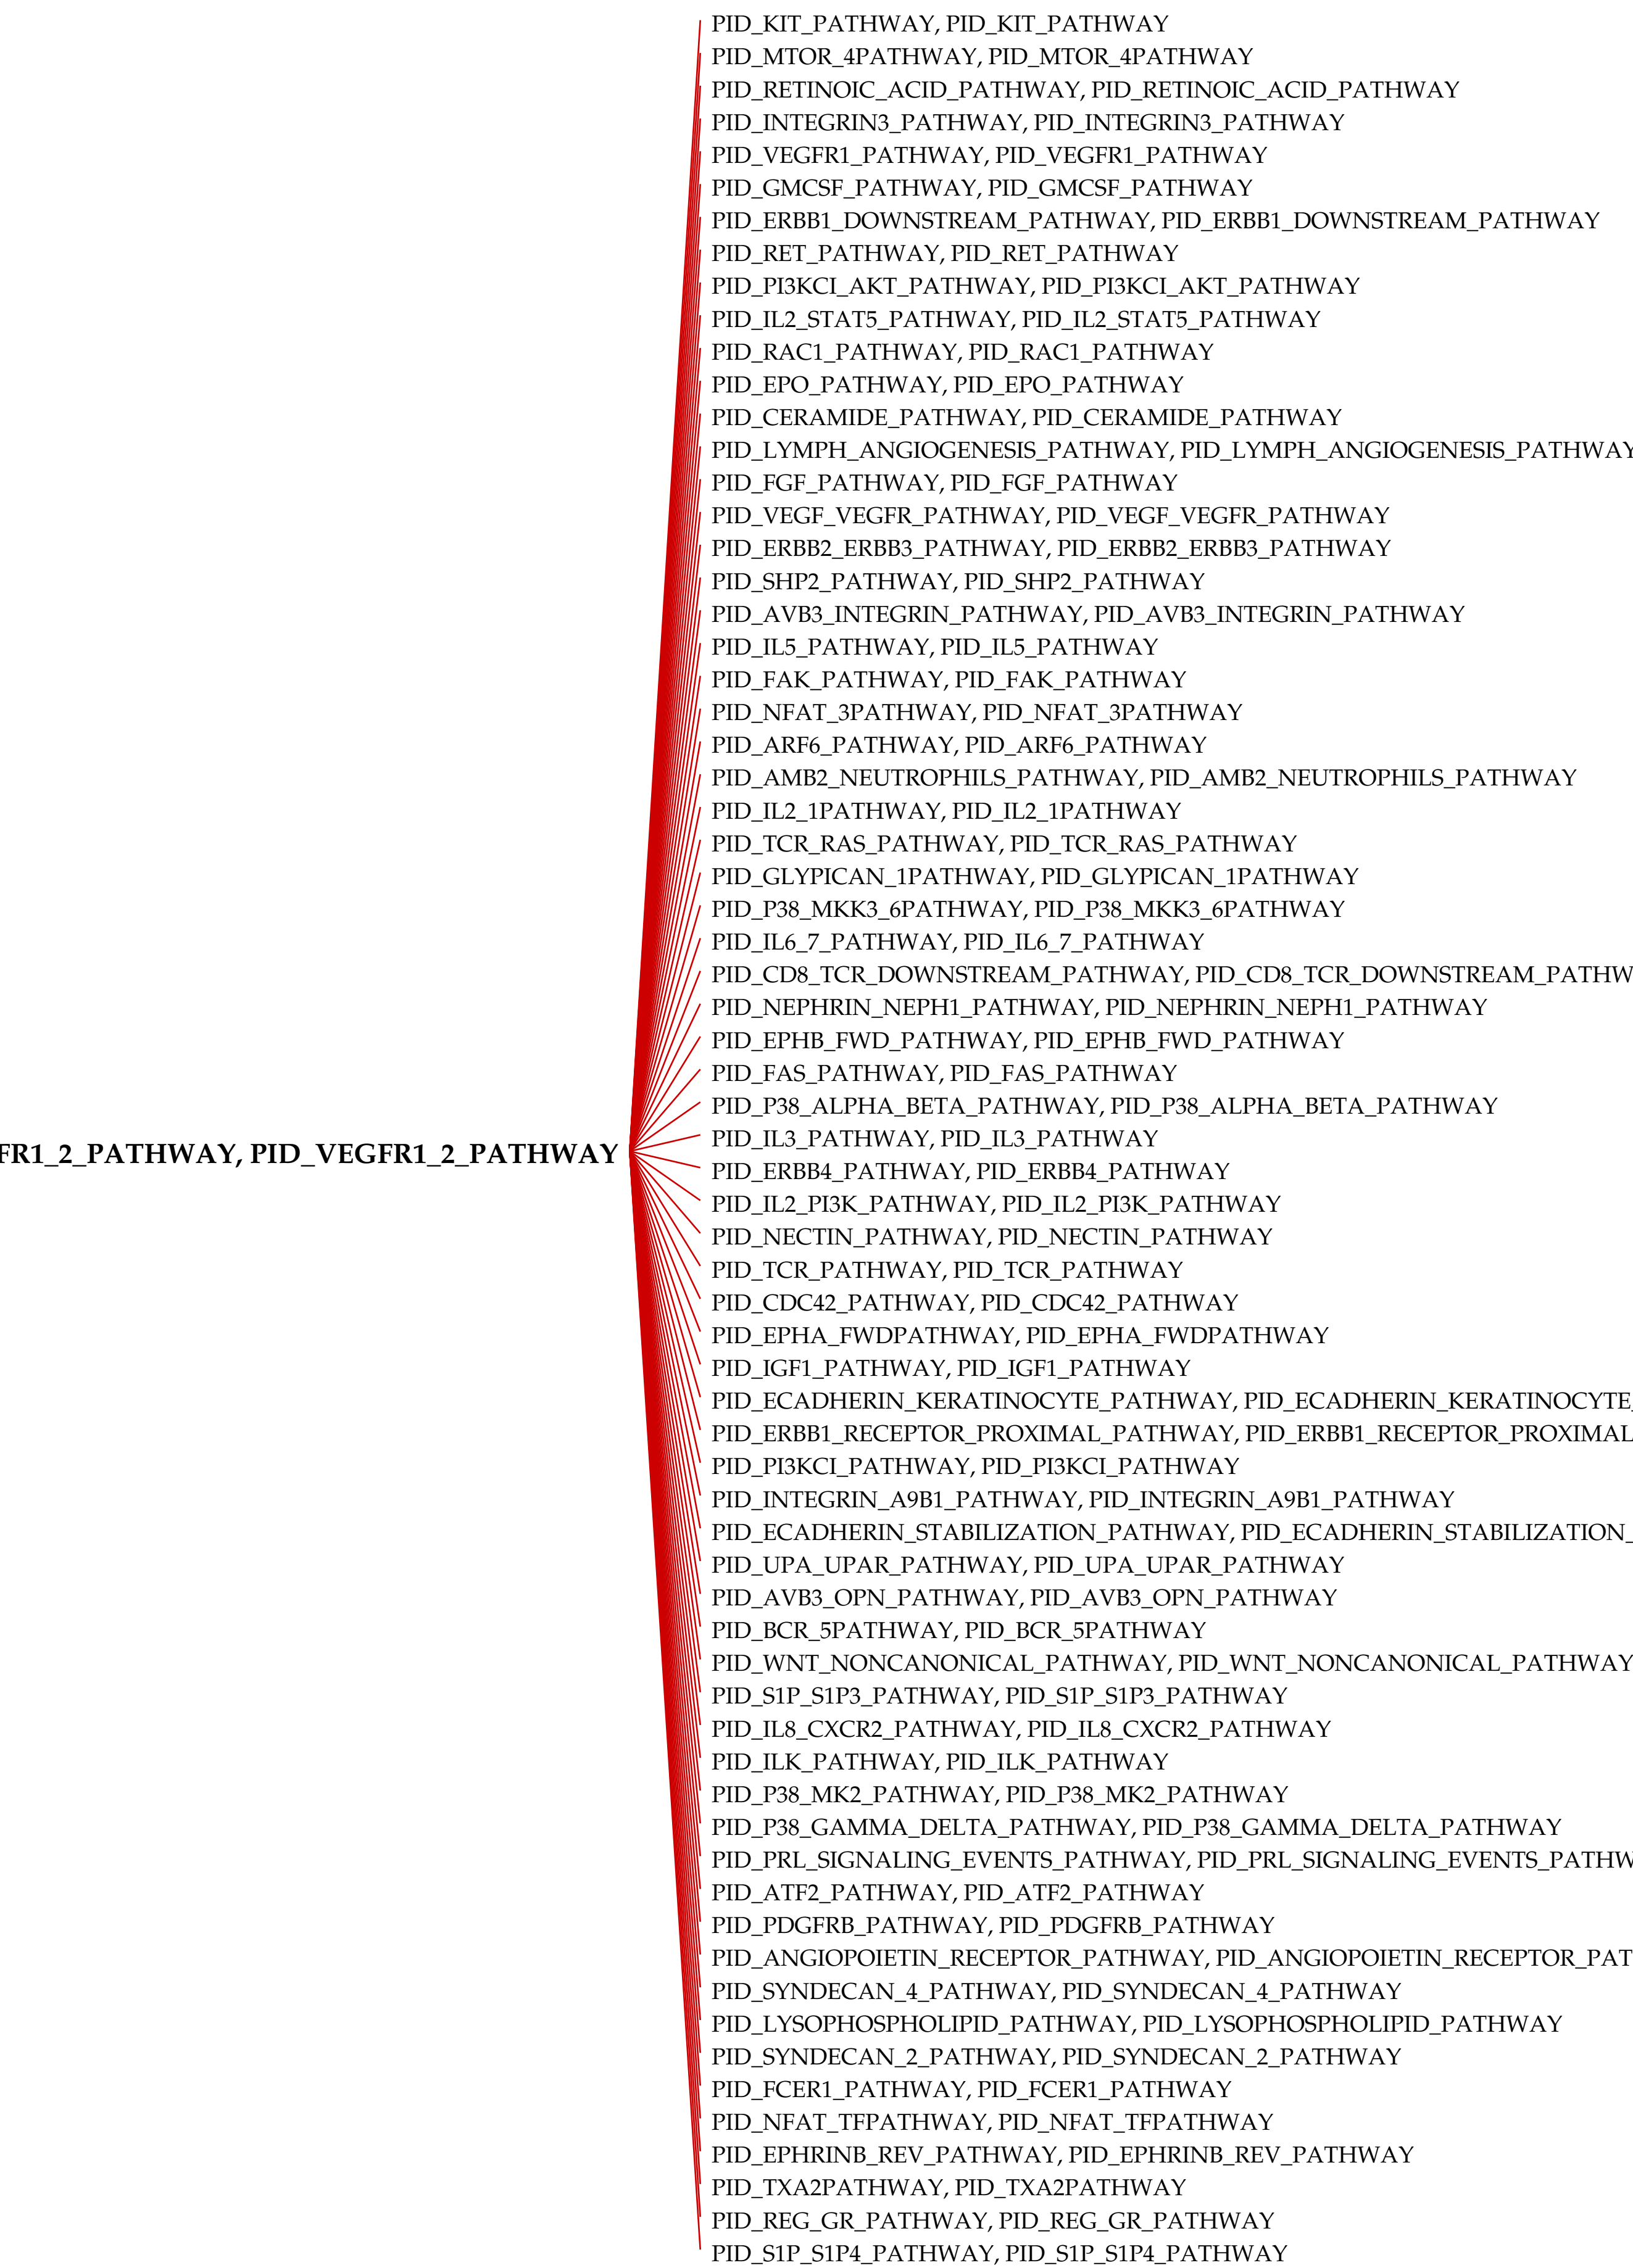 PID_KIT_PATHWAY, PID_KIT_PATHWAY
PID_MTOR_4PATHWAY, PID_MTOR_4PATHWAY
PID_RETINOIC_ACID_PATHWAY, PID_RETINOIC_ACID_PATHWAY
PID_INTEGRIN3_PATHWAY, PID_INTEGRIN3_PATHWAY
PID_VEGFR1_PATHWAY, PID_VEGFR1_PATHWAY
PID_GMCSF_PATHWAY, PID_GMCSF_PATHWAY
PID_ERBB1_DOWNSTREAM_PATHWAY, PID_ERBB1_DOWNSTREAM_PATHWAY
PID_RET_PATHWAY, PID_RET_PATHWAY
PID_PI3KCI_AKT_PATHWAY, PID_PI3KCI_AKT_PATHWAY
PID_IL2_STAT5_PATHWAY, PID_IL2_STAT5_PATHWAY
PID_RAC1_PATHWAY, PID_RAC1_PATHWAY
PID_EPO_PATHWAY, PID_EPO_PATHWAY
PID_CERAMIDE_PATHWAY, PID_CERAMIDE_PATHWAY
PID_LYMPH_ANGIOGENESIS_PATHWAY, PID_LYMPH_ANGIOGENESIS_PATHWAY
PID_FGF_PATHWAY, PID_FGF_PATHWAY
PID_VEGF_VEGFR_PATHWAY, PID_VEGF_VEGFR_PATHWAY
PID_ERBB2_ERBB3_PATHWAY, PID_ERBB2_ERBB3_PATHWAY
PID_SHP2_PATHWAY, PID_SHP2_PATHWAY
PID_AVB3_INTEGRIN_PATHWAY, PID_AVB3_INTEGRIN_PATHWAY
PID_IL5_PATHWAY, PID_IL5_PATHWAY
PID_FAK_PATHWAY, PID_FAK_PATHWAY
PID_NFAT_3PATHWAY, PID_NFAT_3PATHWAY
PID_ARF6_PATHWAY, PID_ARF6_PATHWAY
PID_AMB2_NEUTROPHILS_PATHWAY, PID_AMB2_NEUTROPHILS_PATHWAY
PID_IL2_1PATHWAY, PID_IL2_1PATHWAY
PID_TCR_RAS_PATHWAY, PID_TCR_RAS_PATHWAY
PID_GLYPICAN_1PATHWAY, PID_GLYPICAN_1PATHWAY
PID_P38_MKK3_6PATHWAY, PID_P38_MKK3_6PATHWAY
PID_IL6_7_PATHWAY, PID_IL6_7_PATHWAY
PID_CD8_TCR_DOWNSTREAM_PATHWAY, PID_CD8_TCR_DOWNSTREAM_PATHW
PID_NEPHRIN_NEPH1_PATHWAY, PID_NEPHRIN_NEPH1_PATHWAY
PID_EPHB_FWD_PATHWAY, PID_EPHB_FWD_PATHWAY
PID_FAS_PATHWAY, PID_FAS_PATHWAY
PID_P38_ALPHA_BETA_PATHWAY, PID_P38_ALPHA_BETA_PATHWAY
PID_IL3_PATHWAY, PID_IL3_PATHWAY
FR1_2_PATHWAY, PID_VEGFR1_2_PATHWAY
PID_ERBB4_PATHWAY, PID_ERBB4_PATHWAY
PID_IL2_PI3K_PATHWAY, PID_IL2_PI3K_PATHWAY
PID_NECTIN_PATHWAY, PID_NECTIN_PATHWAY
PID_TCR_PATHWAY, PID_TCR_PATHWAY
PID_CDC42_PATHWAY, PID_CDC42_PATHWAY
PID_EPHA_FWDPATHWAY, PID_EPHA_FWDPATHWAY
PID_IGF1_PATHWAY, PID_IGF1_PATHWAY
PID_ECADHERIN_KERATINOCYTE_PATHWAY, PID_ECADHERIN_KERATINOCYTE_
PID_ERBB1_RECEPTOR_PROXIMAL_PATHWAY, PID_ERBB1_RECEPTOR_PROXIMAL
PID_PI3KCI_PATHWAY, PID_PI3KCI_PATHWAY
PID_INTEGRIN_A9B1_PATHWAY, PID_INTEGRIN_A9B1_PATHWAY
PID_ECADHERIN_STABILIZATION_PATHWAY, PID_ECADHERIN_STABILIZATION_
PID_UPA_UPAR_PATHWAY, PID_UPA_UPAR_PATHWAY
PID_AVB3_OPN_PATHWAY, PID_AVB3_OPN_PATHWAY
PID_BCR_5PATHWAY, PID_BCR_5PATHWAY
PID_WNT_NONCANONICAL_PATHWAY, PID_WNT_NONCANONICAL_PATHWAY
PID_S1P_S1P3_PATHWAY, PID_S1P_S1P3_PATHWAY
PID_IL8_CXCR2_PATHWAY, PID_IL8_CXCR2_PATHWAY
PID_ILK_PATHWAY, PID_ILK_PATHWAY
PID_P38_MK2_PATHWAY, PID_P38_MK2_PATHWAY
PID_P38_GAMMA_DELTA_PATHWAY, PID_P38_GAMMA_DELTA_PATHWAY
PID_PRL_SIGNALING_EVENTS_PATHWAY, PID_PRL_SIGNALING_EVENTS_PATHW
PID_ATF2_PATHWAY, PID_ATF2_PATHWAY
PID_PDGFRB_PATHWAY, PID_PDGFRB_PATHWAY
PID_ANGIOPOIETIN_RECEPTOR_PATHWAY, PID_ANGIOPOIETIN_RECEPTOR_PAT
PID_SYNDECAN_4_PATHWAY, PID_SYNDECAN_4_PATHWAY
PID_LYSOPHOSPHOLIPID_PATHWAY, PID_LYSOPHOSPHOLIPID_PATHWAY
PID_SYNDECAN_2_PATHWAY, PID_SYNDECAN_2_PATHWAY
PID_FCER1_PATHWAY, PID_FCER1_PATHWAY
PID_NFAT_TFPATHWAY, PID_NFAT_TFPATHWAY
PID_EPHRINB_REV_PATHWAY, PID_EPHRINB_REV_PATHWAY
PID_TXA2PATHWAY, PID_TXA2PATHWAY
PID_REG_GR_PATHWAY, PID_REG_GR_PATHWAY
PID_S1P_S1P4_PATHWAY, PID_S1P_S1P4_PATHWAY